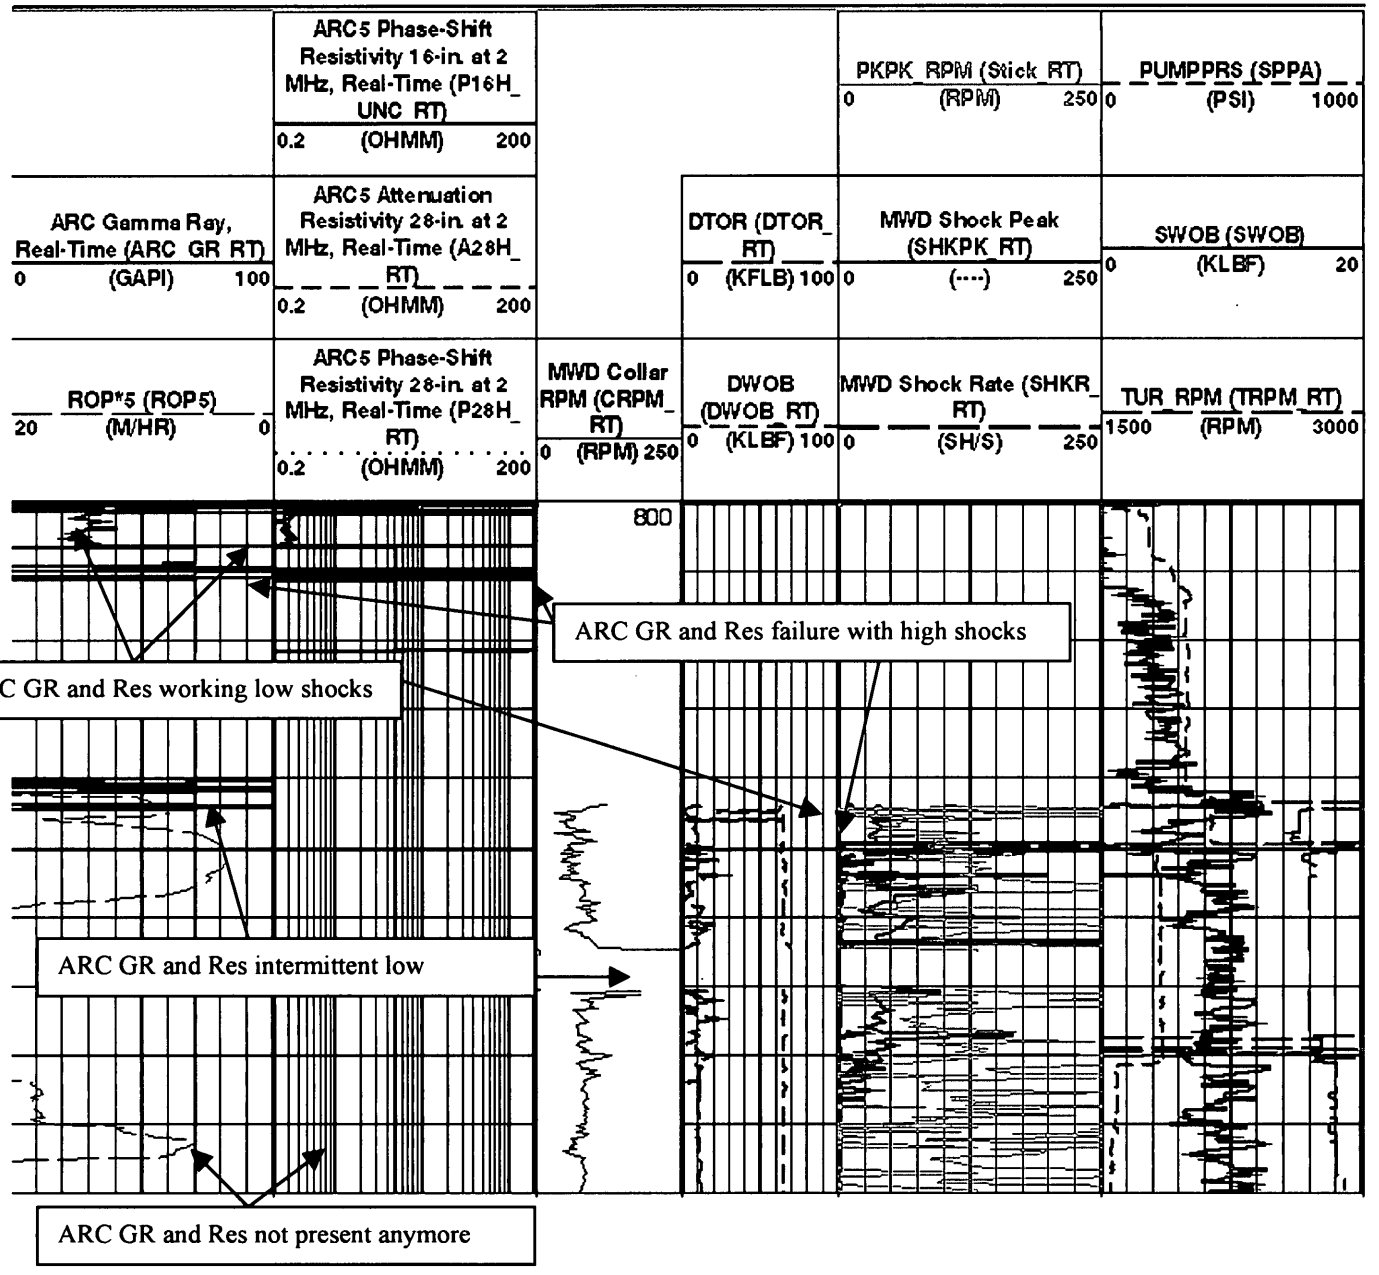 ARC5 Phase-Shift
Resistivity 16-in. at 2
MHz, Real-Time (P16H_
UNC_RT)
0.2 (OHMM) 200
PKPK_RPM (Stick_RT)
0 (RPM) 250
PUMPPRS (SPPA)
0 (PSI) 1000
ARC Gamma Ray,
Real-Time (ARC_GR_RT)
0 (GAPI) 100
ARC5 Attenuation
Resistivity 28-in. at 2
MHz, Real-Time (A28H_
RT)
0.2 (OHMM) 200
DTOR (DTOR_
RT)
0 (KFLB) 100
MWD Shock Peak
(SHKPK_RT)
0 (----) 250
SWOB (SWOB)
0 (KLBF) 20
ROP*5 (ROP5)
20 (M/HR) 0
ARC5 Phase-Shift
Resistivity 28-in. at 2
MHz, Real-Time (P28H_
RT)
0.2 (OHMM) 200
MWD Collar
RPM (CRPM_
RT)
0 (RPM) 250
DWOB
(DWOB_RT)
0 (KLBF) 100
MWD Shock Rate (SHKR_
RT)
0 (SH/S) 250
TUR_RPM (TRPM_RT)
1500 (RPM) 3000
800
ARC GR and Res failure with high shocks
C GR and Res working low shocks
ARC GR and Res intermittent low
ARC GR and Res not present anymore